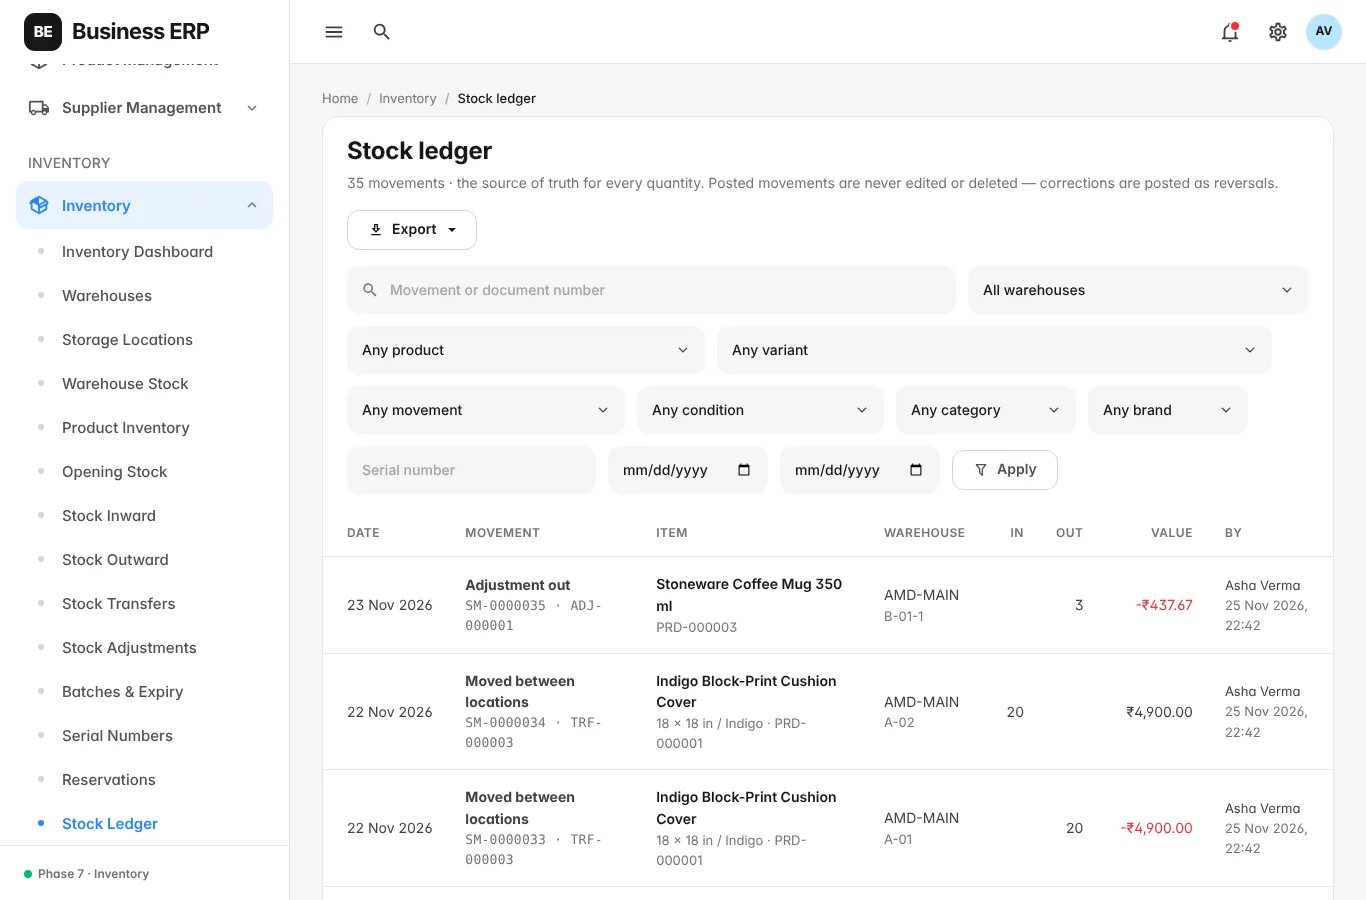 BE Business ERP
AV
Product Management
Supplier Management
INVENTORY
Inventory
Inventory Dashboard
Warehouses
Storage Locations
Warehouse Stock
Product Inventory
Opening Stock
Stock Inward
Stock Outward
Stock Transfers
Stock Adjustments
Batches & Expiry
Serial Numbers
Reservations
Stock Ledger
Phase 7 · Inventory
Home / Inventory / Stock ledger
Stock ledger
35 movements · the source of truth for every quantity. Posted movements are never edited or deleted — corrections are posted as reversals.
Export
Movement or document number
All warehouses
Any product
Any variant
Any movement
Any condition
Any category
Any brand
Serial number
mm/dd/yyyy
mm/dd/yyyy
Apply
DATE MOVEMENT ITEM WAREHOUSE IN OUT VALUE BY
23 Nov 2026
Adjustment out
SM-0000035 · ADJ-
000001
Stoneware Coffee Mug 350
ml
PRD-000003
AMD-MAIN
B-01-1
3
-₹437.67
Asha Verma
25 Nov 2026,
22:42
22 Nov 2026
Moved between
locations
SM-0000034 · TRF-
000003
Indigo Block-Print Cushion
Cover
18 × 18 in / Indigo · PRD-
000001
AMD-MAIN
A-02
20
₹4,900.00
Asha Verma
25 Nov 2026,
22:42
22 Nov 2026
Moved between
locations
SM-0000033 · TRF-
000003
Indigo Block-Print Cushion
Cover
18 × 18 in / Indigo · PRD-
000001
AMD-MAIN
A-01
20
-₹4,900.00
Asha Verma
25 Nov 2026,
22:42